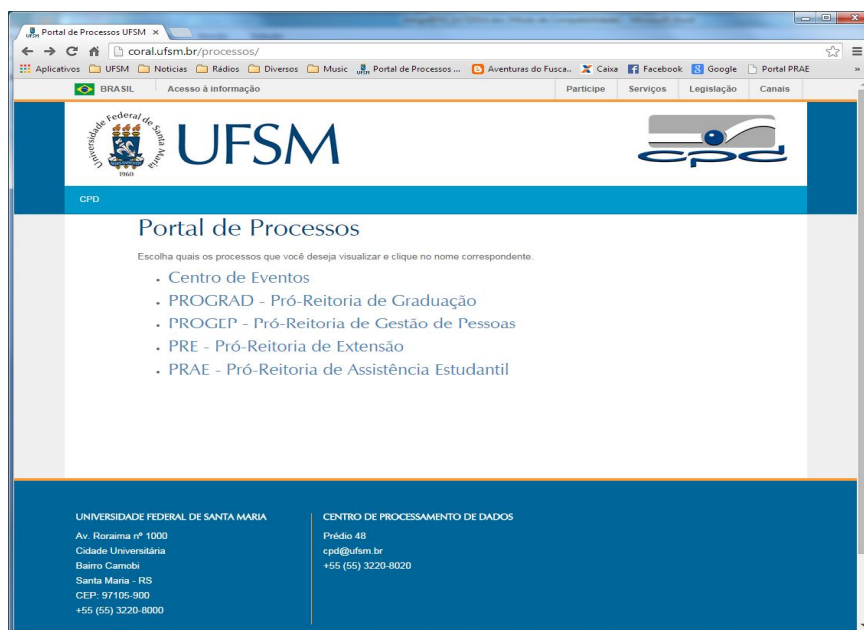 Portal de Processos UFSM
coral.ufsm.br/processos/
Aplicativos UFSM Noticias Rádios Diversos Music Portal de Processos ... Aventuras do Fusca.. Caixa Facebook Google Portal PRAE »
BRASIL Acesso à informação Participe Serviços Legislação Canais
Universidade Federal de Santa Maria
1960
UFSM
cpd
CPD
Portal de Processos
Escolha quais os processos que você deseja visualizar e clique no nome correspondente.
Centro de Eventos
PROGRAD - Pró-Reitoria de Graduação
PROGEP - Pró-Reitoria de Gestão de Pessoas
PRE - Pró-Reitoria de Extensão
PRAE - Pró-Reitoria de Assistência Estudantil
UNIVERSIDADE FEDERAL DE SANTA MARIA
Av. Roraima nº 1000
Cidade Universitária
Bairro Camobi
Santa Maria - RS
CEP: 97105-900
+55 (55) 3220-8000
CENTRO DE PROCESSAMENTO DE DADOS
Prédio 48
cpd@ufsm.br
+55 (55) 3220-8020